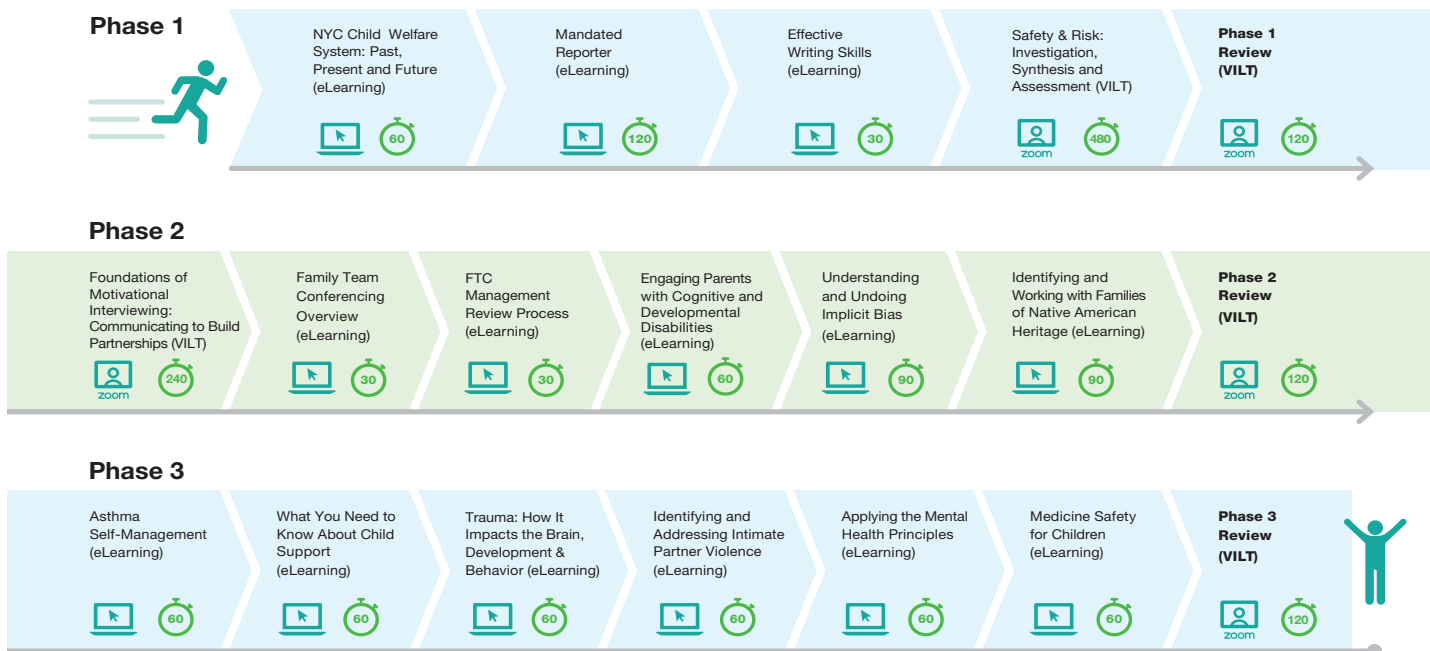 Phase 1
NYC Child Welfare
System: Past,
Present and Future
(eLearning)
60
Mandated
Reporter
(eLearning)
120
Effective
Writing Skills
(eLearning)
30
Safety & Risk:
Investigation,
Synthesis and
Assessment (VILT)
zoom
480
Phase 1
Review
(VILT)
zoom
120
Phase 2
Foundations of
Motivational
Interviewing:
Communicating to Build
Partnerships (VILT)
zoom
240
Family Team
Conferencing
Overview
(eLearning)
30
FTC
Management
Review Process
(eLearning)
30
Engaging Parents
with Cognitive and
Developmental
Disabilities
(eLearning)
60
Understanding
and Undoing
Implicit Bias
(eLearning)
90
Identifying and
Working with Families
of Native American
Heritage (eLearning)
90
Phase 2
Review
(VILT)
zoom
120
Phase 3
Asthma
Self-Management
(eLearning)
60
What You Need to
Know About Child
Support
(eLearning)
60
Trauma: How It
Impacts the Brain,
Development &
Behavior (eLearning)
60
Identifying and
Addressing Intimate
Partner Violence
(eLearning)
60
Applying the Mental
Health Principles
(eLearning)
60
Medicine Safety
for Children
(eLearning)
60
Phase 3
Review
(VILT)
zoom
120